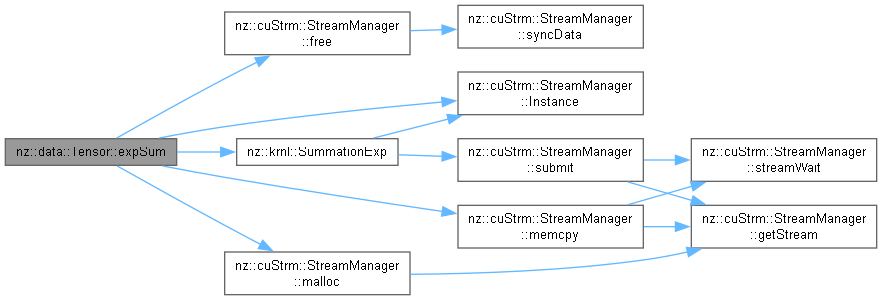 nz::data::Tensor::expSum
nz::cuStrm::StreamManager
::free
nz::krnl::SummationExp
nz::cuStrm::StreamManager
::malloc
nz::cuStrm::StreamManager
::syncData
nz::cuStrm::StreamManager
::Instance
nz::cuStrm::StreamManager
::submit
nz::cuStrm::StreamManager
::memcpy
nz::cuStrm::StreamManager
::streamWait
nz::cuStrm::StreamManager
::getStream